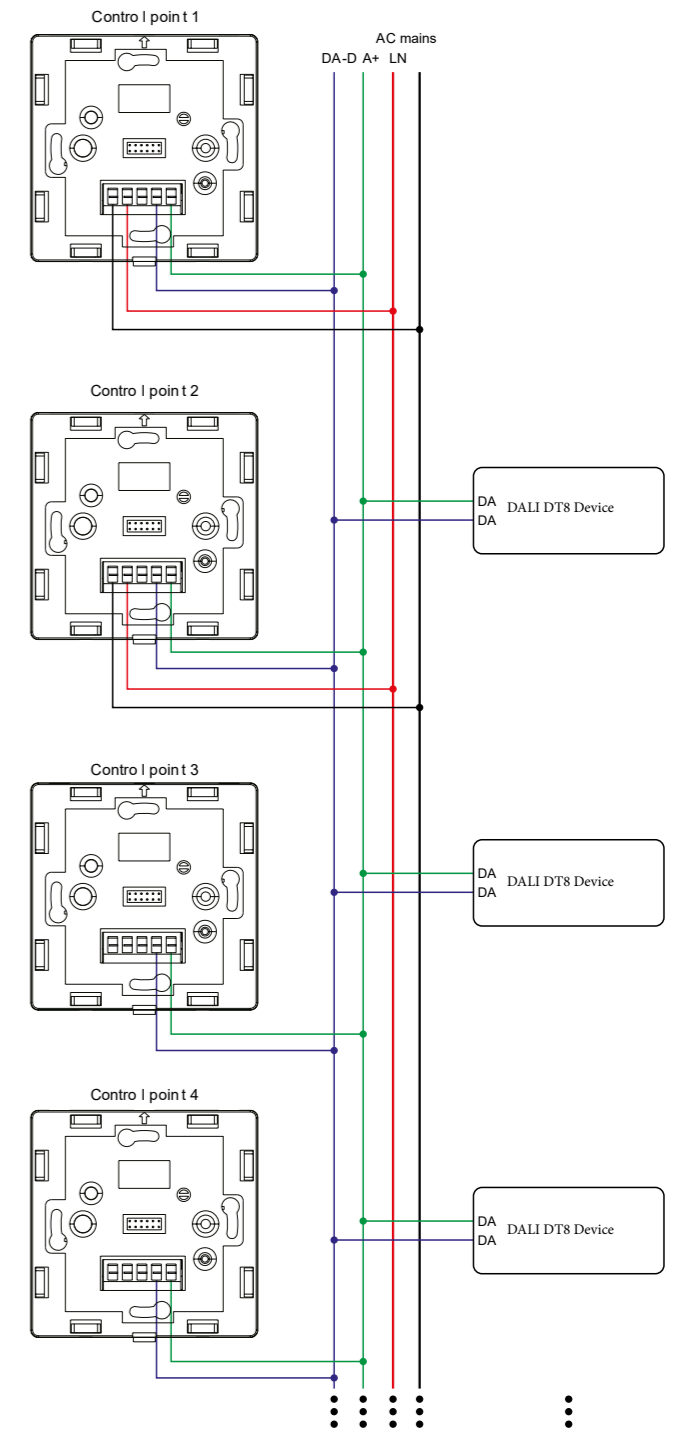 Contro l poin t 1
AC mains
DA-D A+ LN
Contro l poin t 2
DA
DALI DT8 Device
DA
Contro l poin t 3
DA
DALI DT8 Device
DA
Contro l poin t 4
DA
DALI DT8 Device
DA